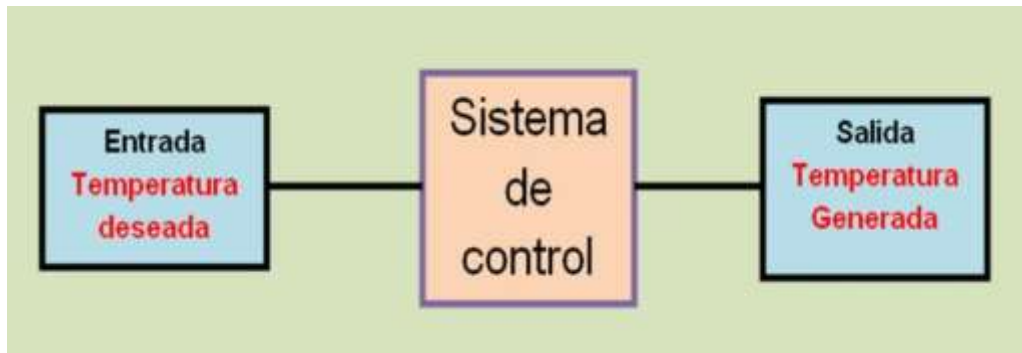 Entrada
Temperatura
deseada
Sistema
de
control
Salida
Temperatura
Generada